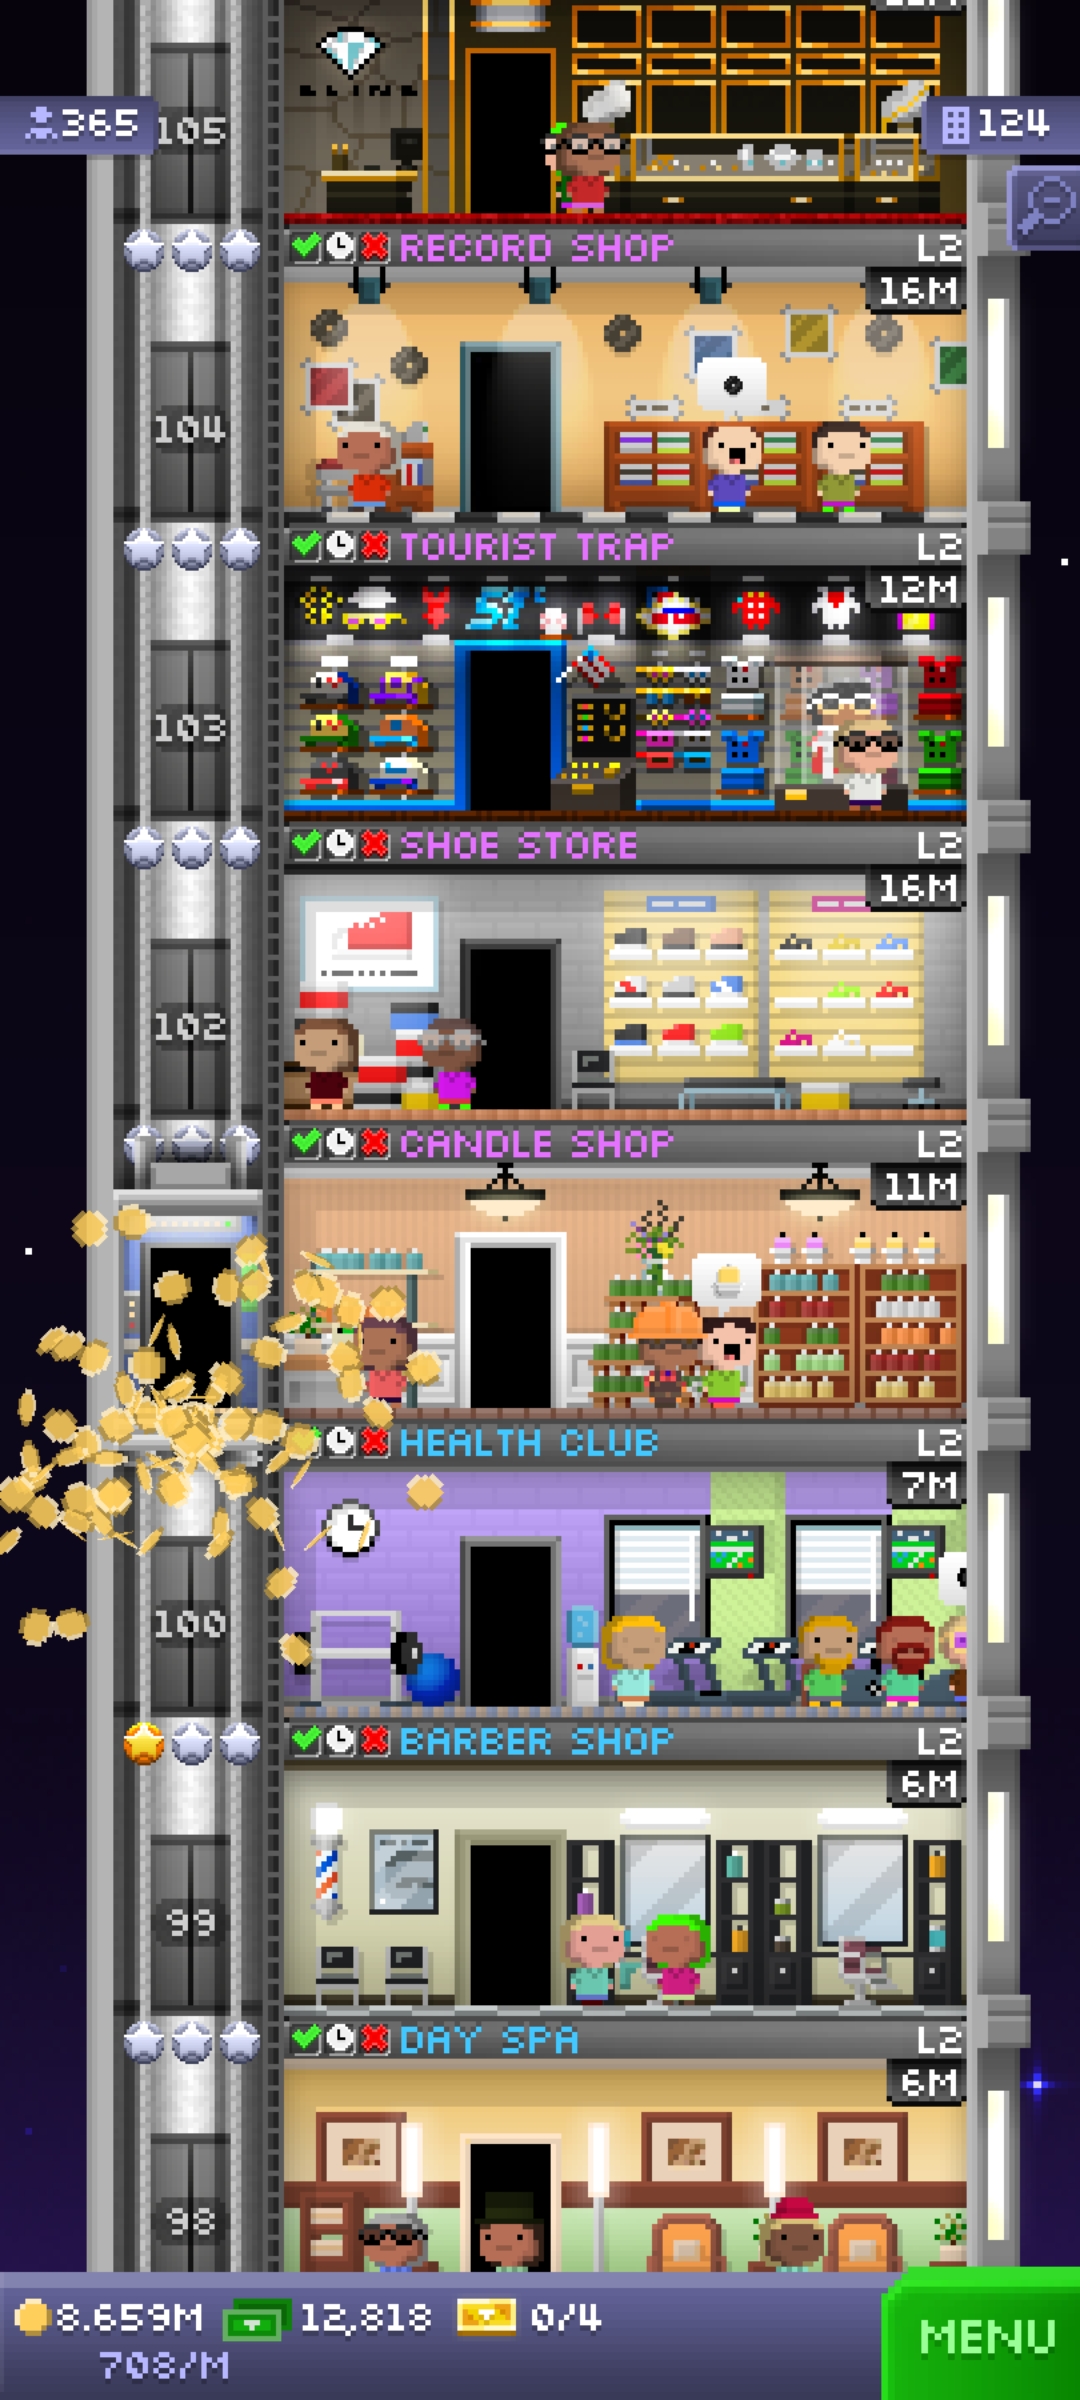 BLING
365
105
124
RECORD SHOP L2
16M
104
TOURIST TRAP L2
12M
103
SHOE STORE L2
16M
102
CANDLE SHOP L2
11M
HEALTH CLUB L2
7M
100
BARBER SHOP L2
6M
99
DAY SPA L2
6M
98
8.659M 12,818 0/4
708/M
MENU